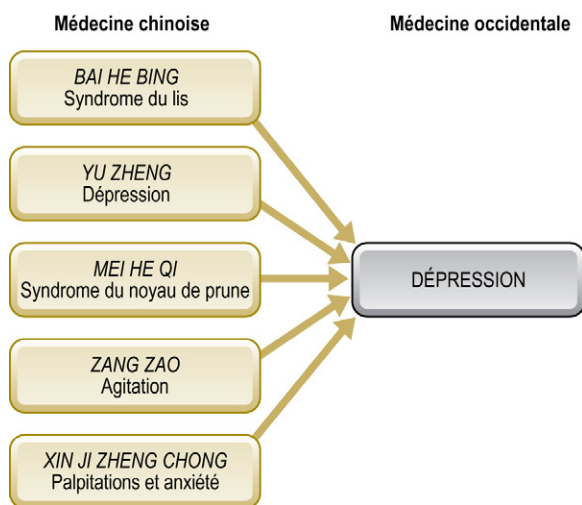 Médecine chinoise
Médecine occidentale
BAI HE BING
Syndrome du lis
YU ZHENG
Dépression
MEI HE QI
Syndrome du noyau de prune
DÉPRESSION
ZANG ZAO
Agitation
XIN JI ZHENG CHONG
Palpitations et anxiété